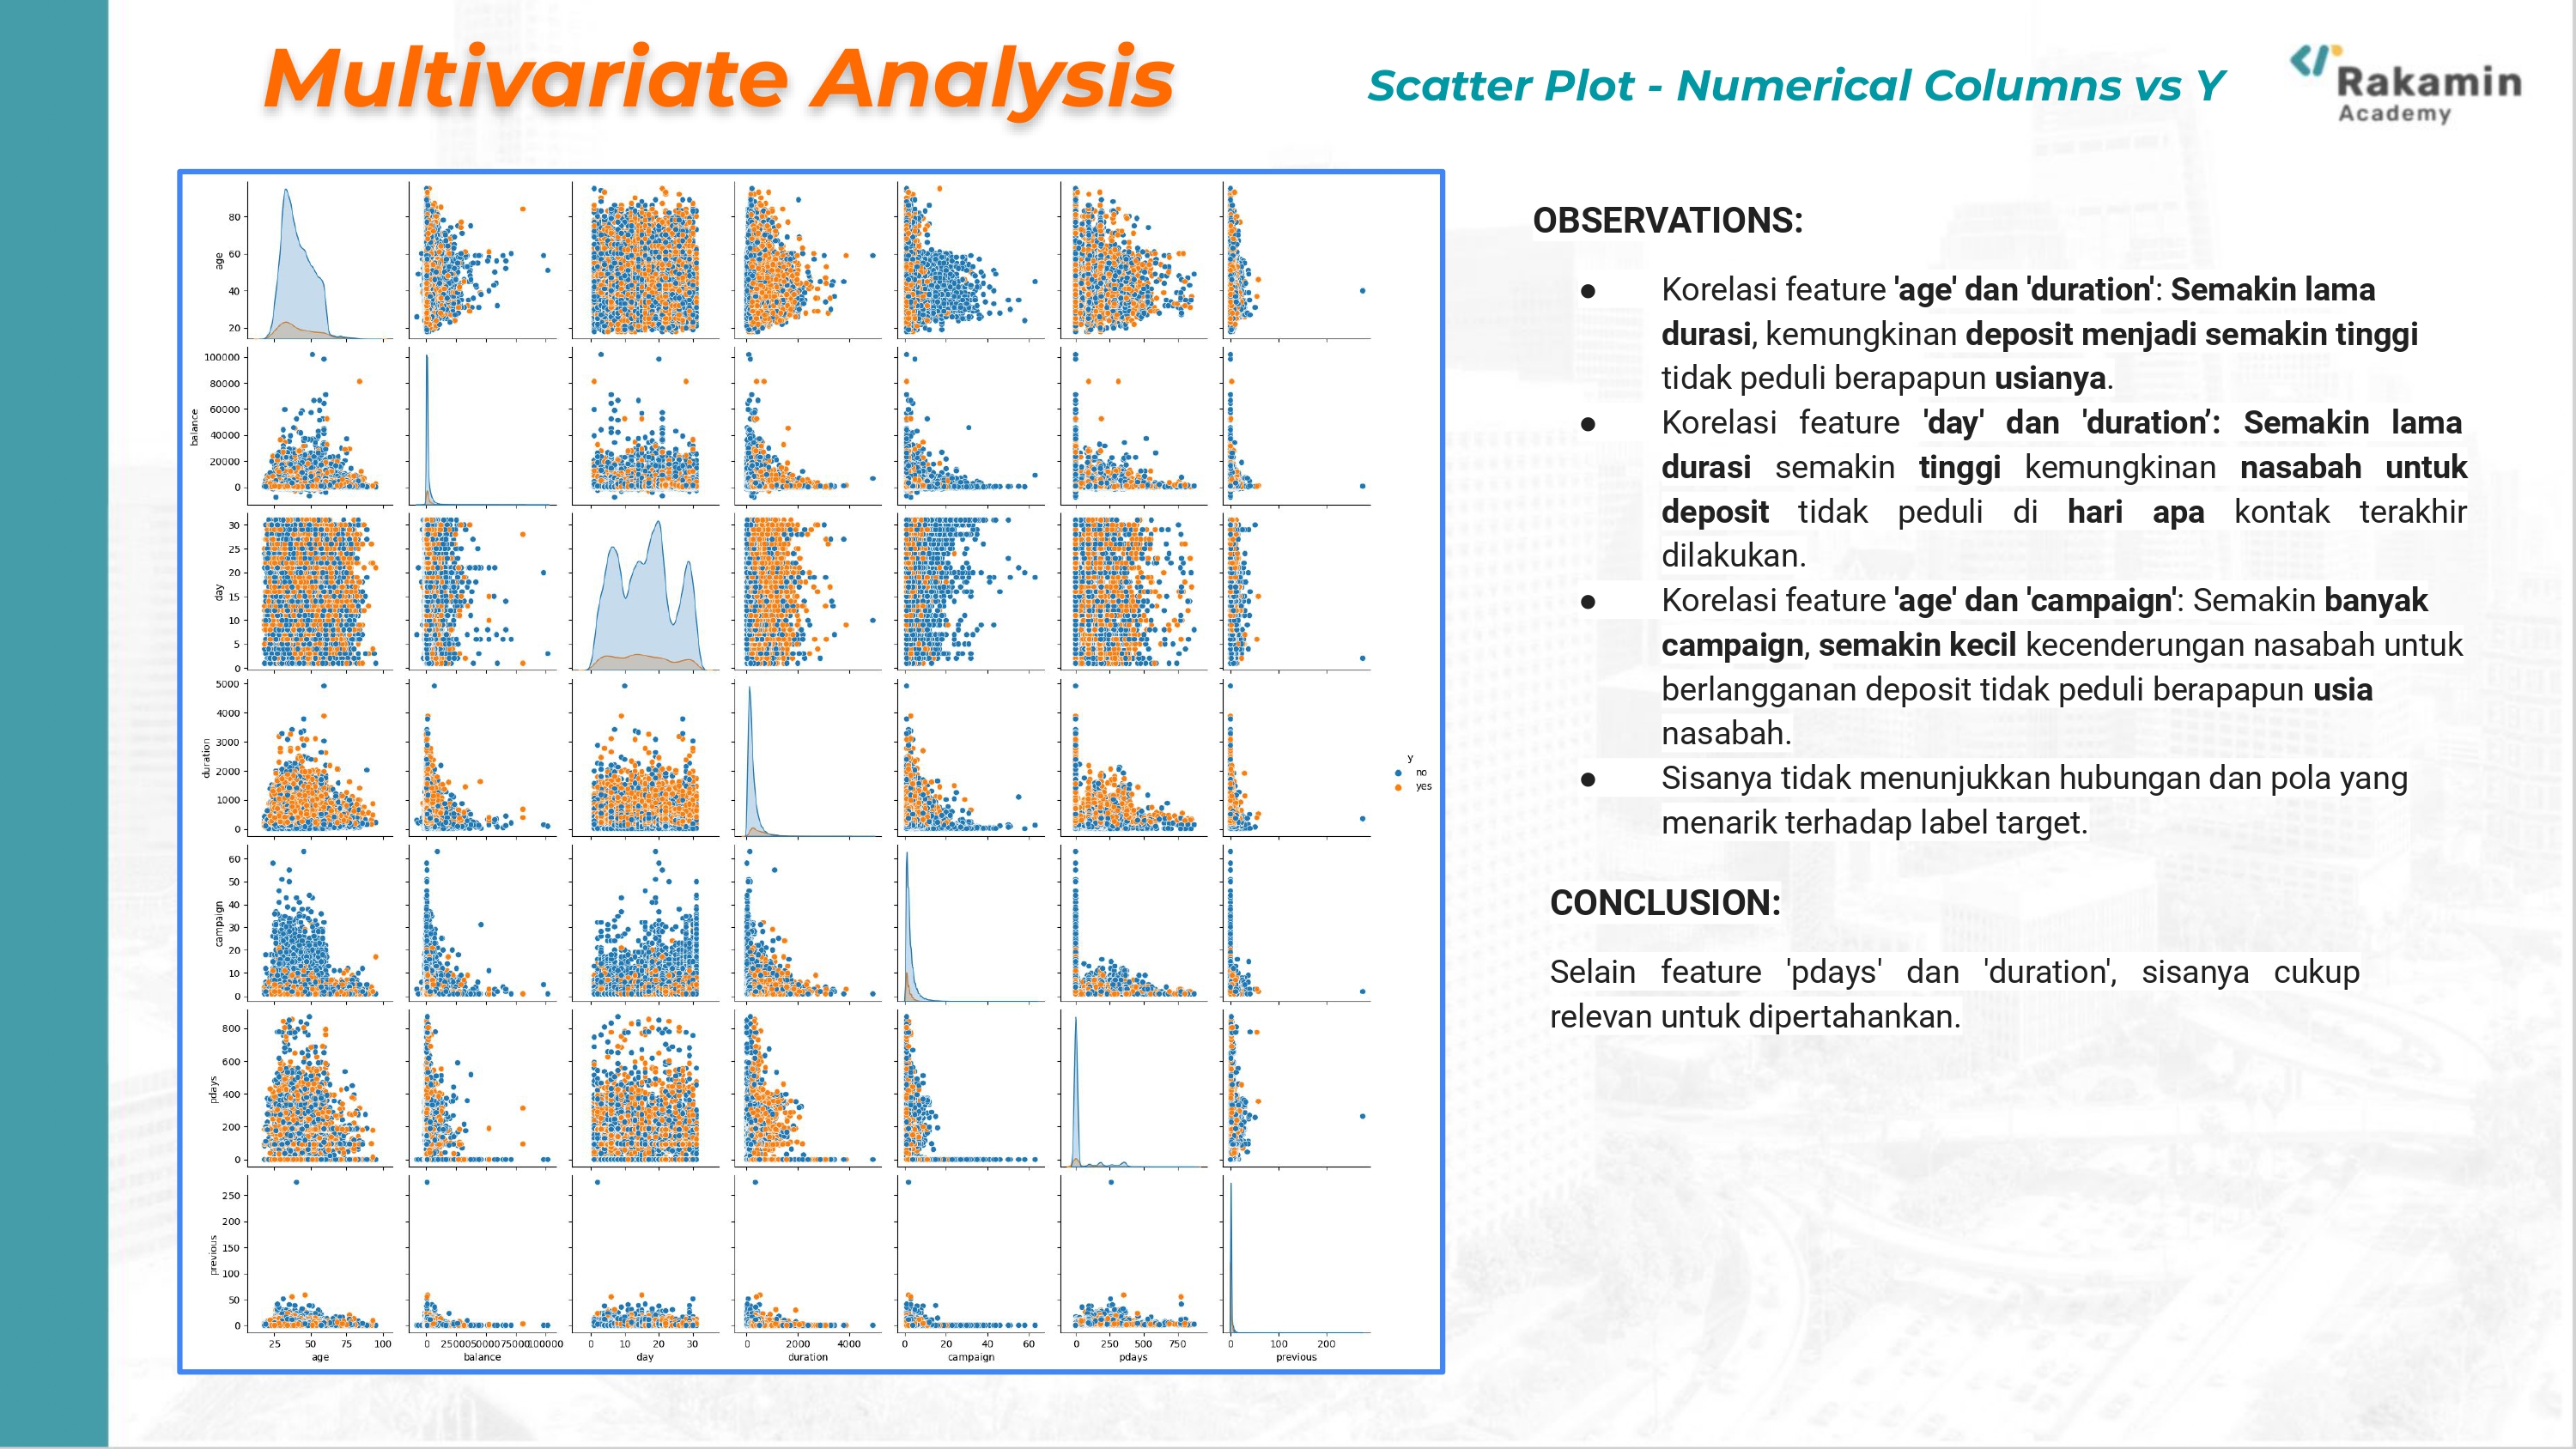 Multivariate Analysis
Scatter Plot - Numerical Columns vs Y
Rakamin
Academy
80
60
40
20
age
100000
80000
60000
40000
20000
0
balance
30
25
20
15
10
5
0
day
5000
4000
3000
2000
1000
0
duration
60
50
40
30
20
10
0
campaign
800
600
400
200
0
pdays
250
200
150
100
50
0
previous
25 50 75 100
age
0 25000 50000 75000 100000
balance
0 10 20 30
day
0 2000 4000
duration
0 20 40 60
campaign
0 250 500 750
pdays
0 100 200
previous
y
no
yes
OBSERVATIONS:
● Korelasi feature 'age' dan 'duration': Semakin lama
durasi, kemungkinan deposit menjadi semakin tinggi
tidak peduli berapapun usianya.
● Korelasi feature 'day' dan 'duration’: Semakin lama
durasi semakin tinggi kemungkinan nasabah untuk
deposit tidak peduli di hari apa kontak terakhir
dilakukan.
● Korelasi feature 'age' dan 'campaign': Semakin banyak
campaign, semakin kecil kecenderungan nasabah untuk
berlangganan deposit tidak peduli berapapun usia
nasabah.
● Sisanya tidak menunjukkan hubungan dan pola yang
menarik terhadap label target.
CONCLUSION:
Selain feature 'pdays' dan 'duration', sisanya cukup
relevan untuk dipertahankan.